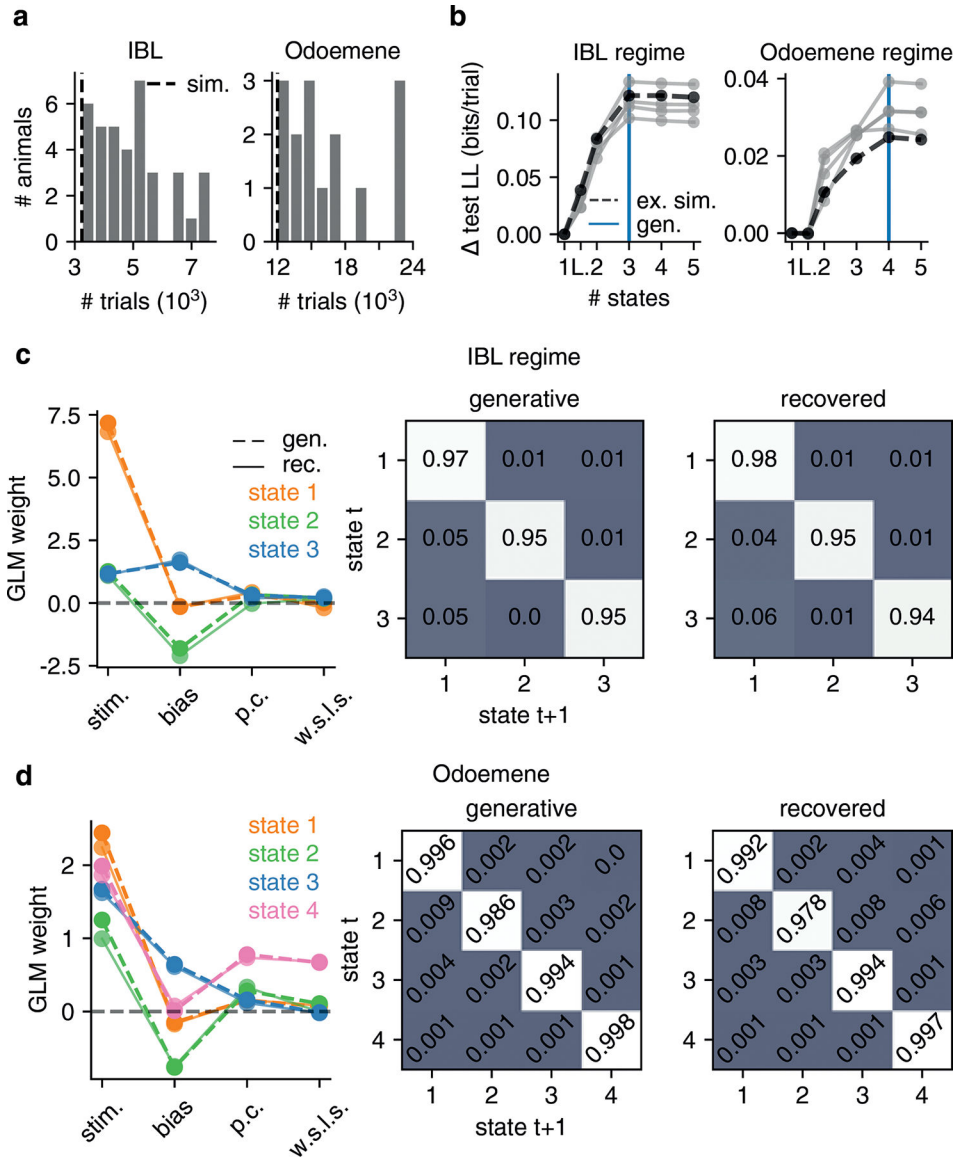 a
IBL
Odoemene
# animals
6
4
2
0
sim.
3
2
1
0
3 5 7
12 18 24
# trials (10³)
# trials (10³)
b
IBL regime
Odoemene regime
Δ test LL (bits/trial)
0.10
0.05
0.00
ex. sim.
gen.
0.04
0.02
0.00
1L.2 3 4 5
1L.2 3 4 5
# states
c
IBL regime
GLM weight
7.5
5.0
2.5
0.0
-2.5
gen.
rec.
state 1
state 2
state 3
stim. bias p.c. w.s.l.s.
generative
state t
1 0.97 0.01 0.01
2 0.05 0.95 0.01
3 0.05 0.0 0.95
1 2 3
state t+1
recovered
1 0.98 0.01 0.01
2 0.04 0.95 0.01
3 0.06 0.01 0.94
1 2 3
d
Odoemene
GLM weight
2
1
0
state 1
state 2
state 3
state 4
stim. bias p.c. w.s.l.s.
generative
state t
1 0.996 0.002 0.002 0.0
2 0.009 0.986 0.003 0.002
3 0.004 0.002 0.994 0.001
4 0.001 0.001 0.001 0.998
1 2 3 4
state t+1
recovered
1 0.992 0.002 0.004 0.001
2 0.008 0.978 0.008 0.006
3 0.003 0.003 0.994 0.001
4 0.001 0.001 0.001 0.997
1 2 3 4